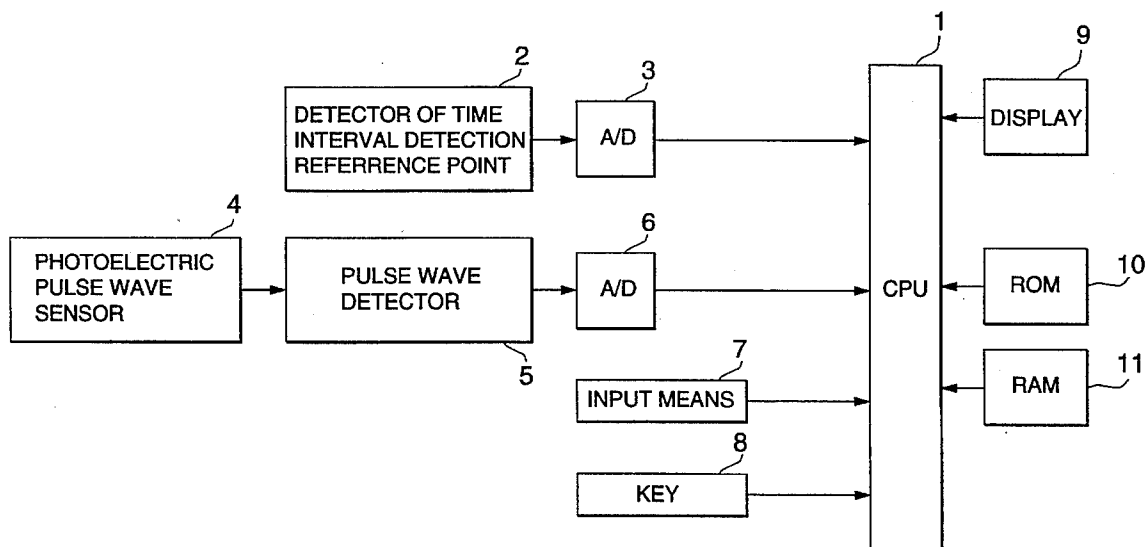 1
2
3
9
DETECTOR OF TIME
INTERVAL DETECTION
REFERRENCE POINT
A/D
DISPLAY
4
6
PHOTOELECTRIC
PULSE WAVE
SENSOR
PULSE WAVE
DETECTOR
5
A/D
CPU
ROM
10
7
INPUT MEANS
RAM
11
8
KEY